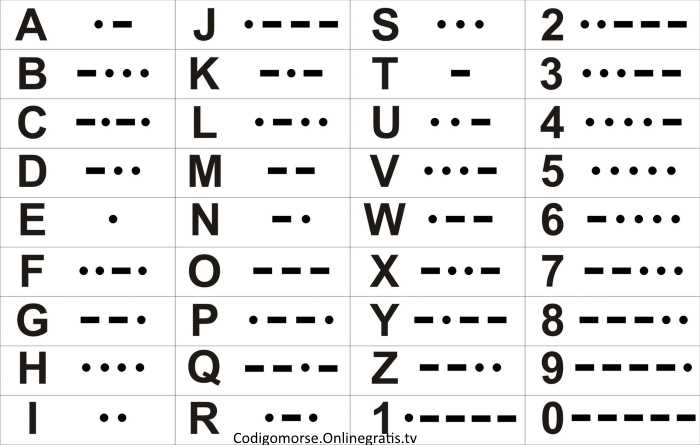 A •– J •––– S ••• 2 ••–––
B –••• K –•– T – 3 •••––
C –•–• L •–•• U ••– 4 ••••–
D –•• M –– V •••– 5 •••••
E • N –• W •–– 6 –••••
F ••–• O ––– X –••– 7 ––•••
G ––• P •––• Y –•–– 8 –––••
H •••• Q ––•– Z ––•• 9 ––––•
I •• R •–• 1 •–––– 0 –––––
Codigomorse.Onlinegratis.tv